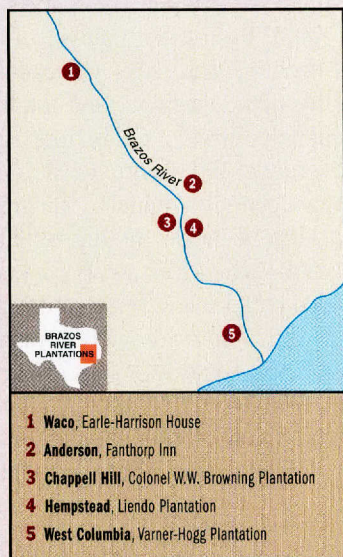 1
Brazos River
2
3
4
5
BRAZOS
RIVER
PLANTATIONS
1 Waco, Earle-Harrison House
2 Anderson, Fanthorp Inn
3 Chappell Hill, Colonel W.W. Browning Plantation
4 Hempstead, Liendo Plantation
5 West Columbia, Varner-Hogg Plantation